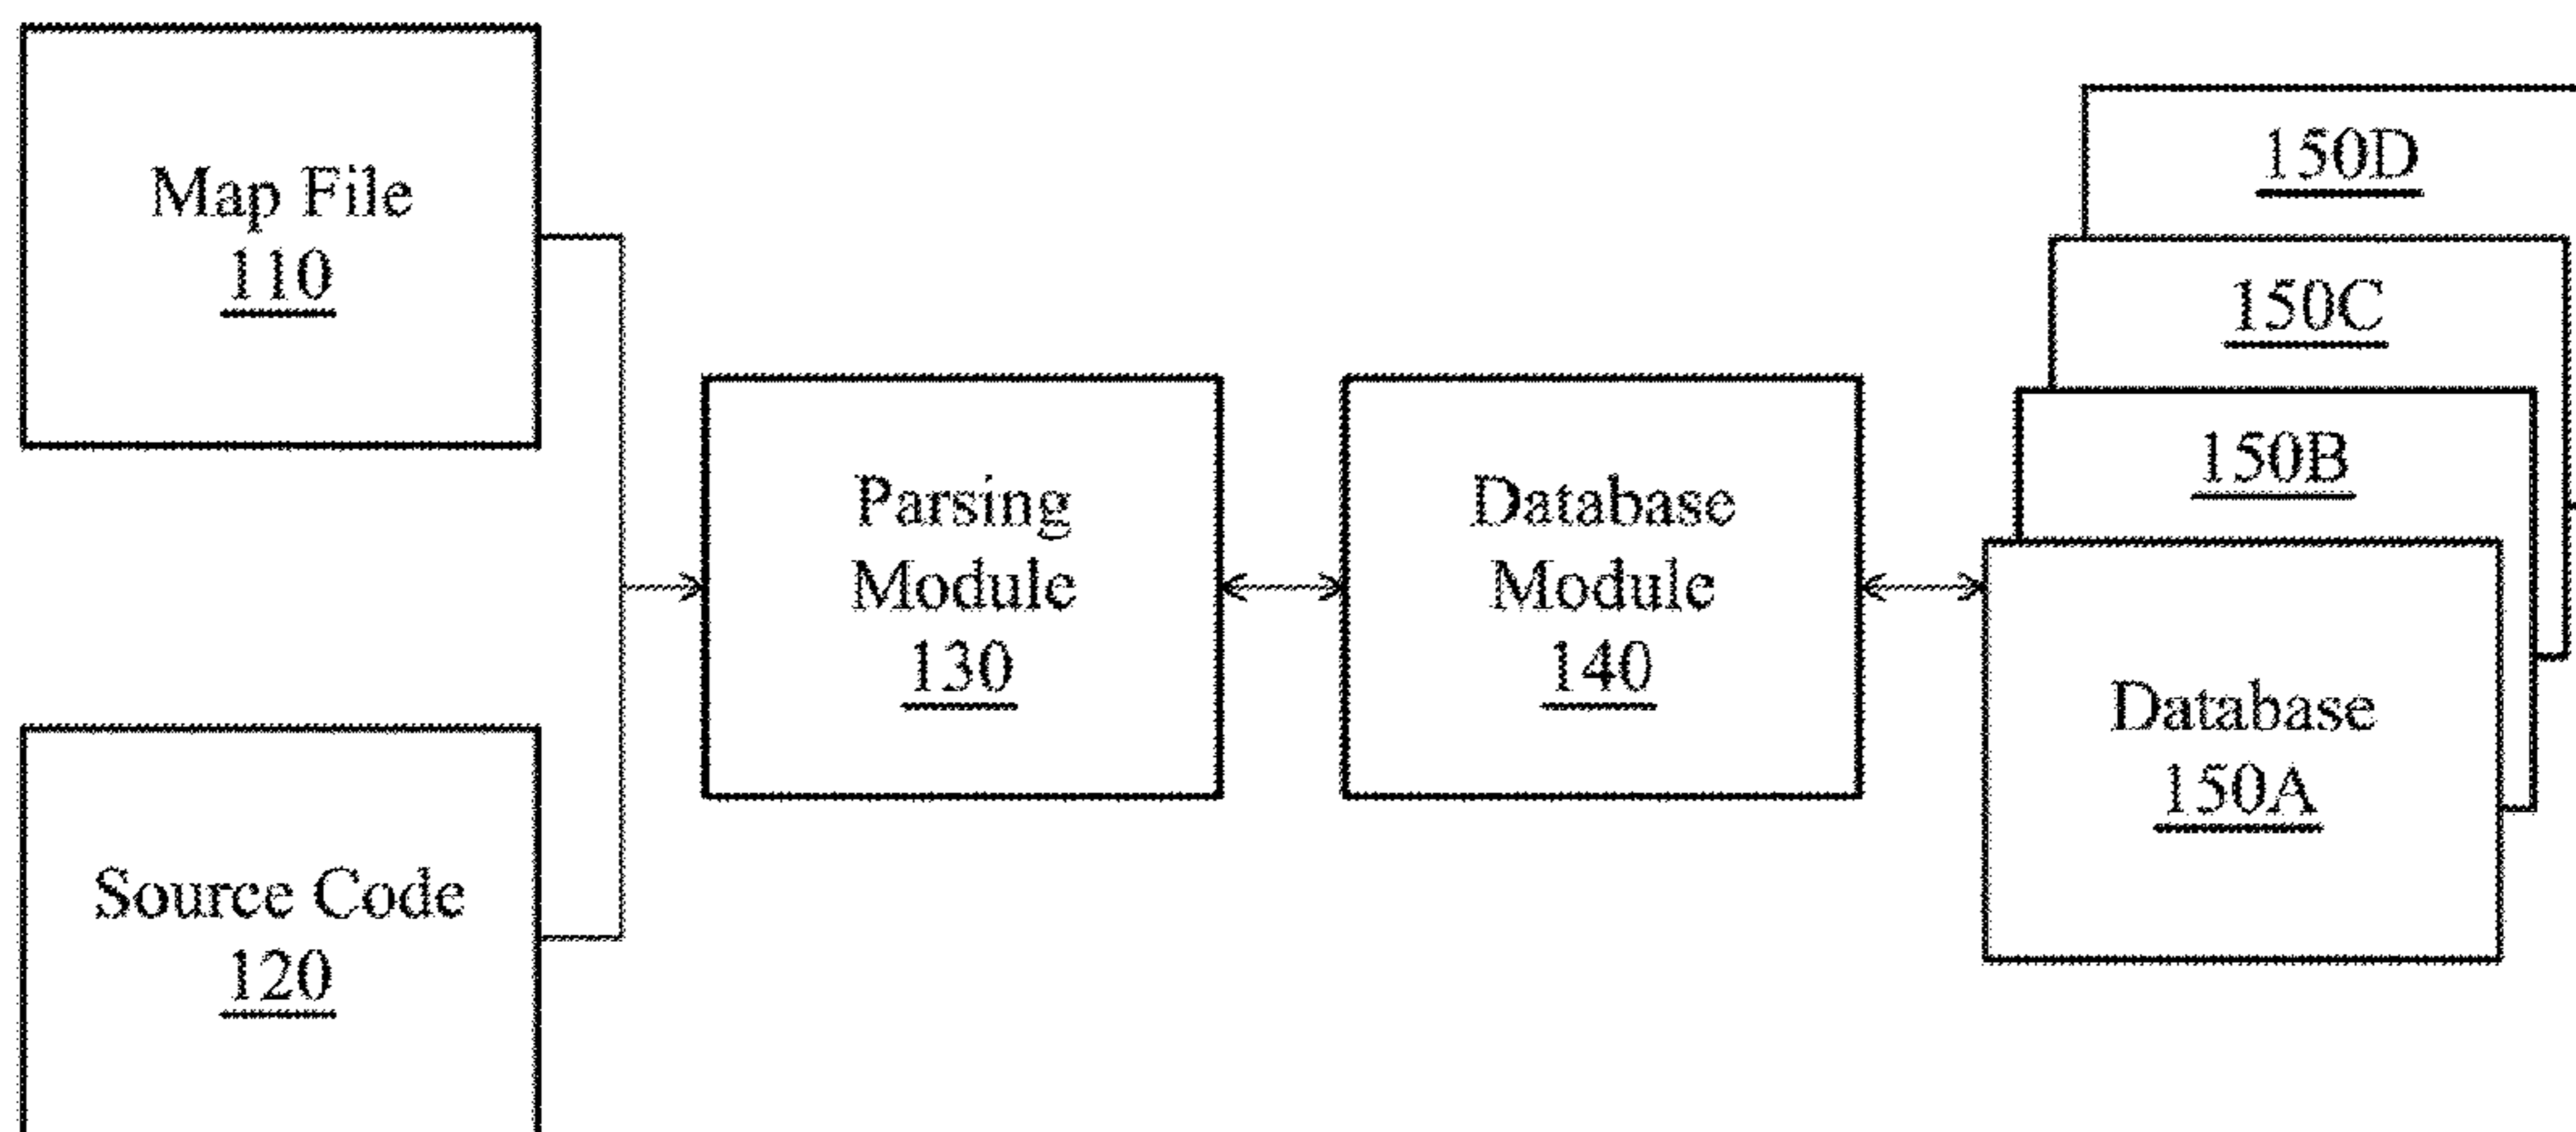 Map File
110
Source Code
120
Parsing
Module
130
Database
Module
140
150D
150C
150B
Database
150A